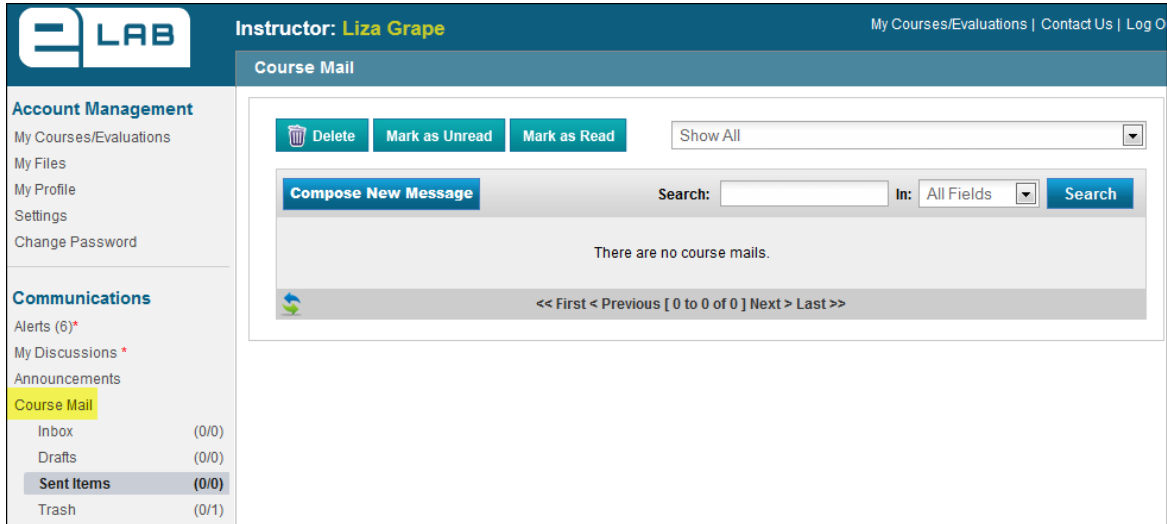 e LAB
Instructor: Liza Grape
My Courses/Evaluations | Contact Us | Log O
Course Mail
Account Management
My Courses/Evaluations
My Files
My Profile
Settings
Change Password
Communications
Alerts (6)*
My Discussions *
Announcements
Course Mail
Inbox (0/0)
Drafts (0/0)
Sent Items (0/0)
Trash (0/1)
Delete Mark as Unread Mark as Read Show All
Compose New Message Search: In: All Fields Search
There are no course mails.
<< First < Previous [ 0 to 0 of 0 ] Next > Last >>